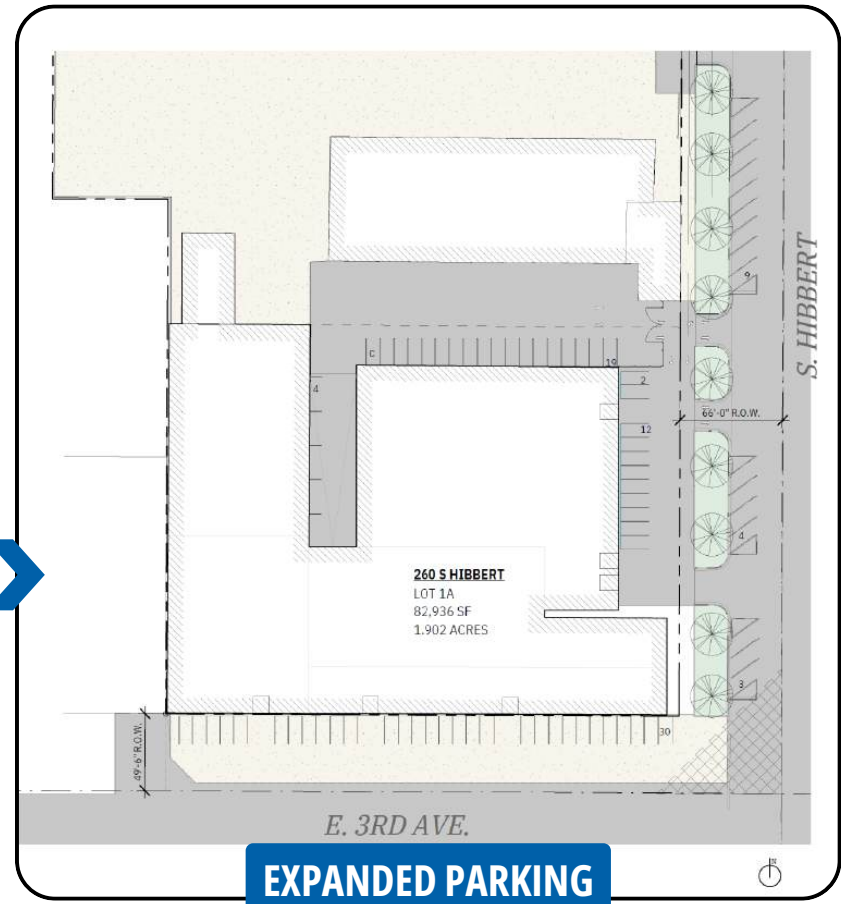 9
S. HIBBERT
C
19
4
2
66'-0" R.O.W.
12
4
260 S HIBBERT
LOT 1A
82,936 SF
1.902 ACRES
3
30
49'-6" R.O.W.
E. 3RD AVE.
EXPANDED PARKING